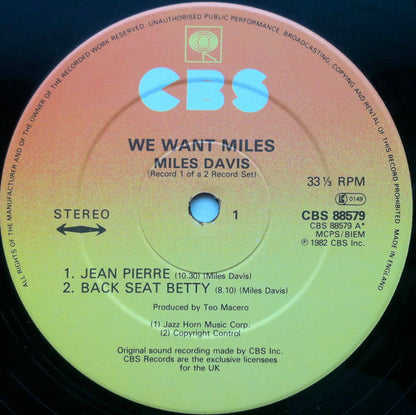 ALL RIGHTS OF THE MANUFACTURER AND OF THE OWNER OF THE RECORDED WORK RESERVED. UNAUTHORISED PUBLIC PERFORMANCE, BROADCASTING, COPYING AND RENTAL OF THIS RECORD PROHIBITED. MADE IN ENGLAND
CBS
WE WANT MILES
MILES DAVIS
(Record 1 of a 2 Record Set)
33⅓ RPM
0149
STEREO
1
CBS 88579
CBS 88579 A*
MCPS/BIEM
℗ 1982 CBS Inc.
1. JEAN PIERRE (10.30) (Miles Davis)
2. BACK SEAT BETTY (8.10) (Miles Davis)
Produced by Teo Macero
(1) Jazz Horn Music Corp.
(2) Copyright Control
Original sound recording made by CBS Inc.
CBS Records are the exclusive licensees
for the UK